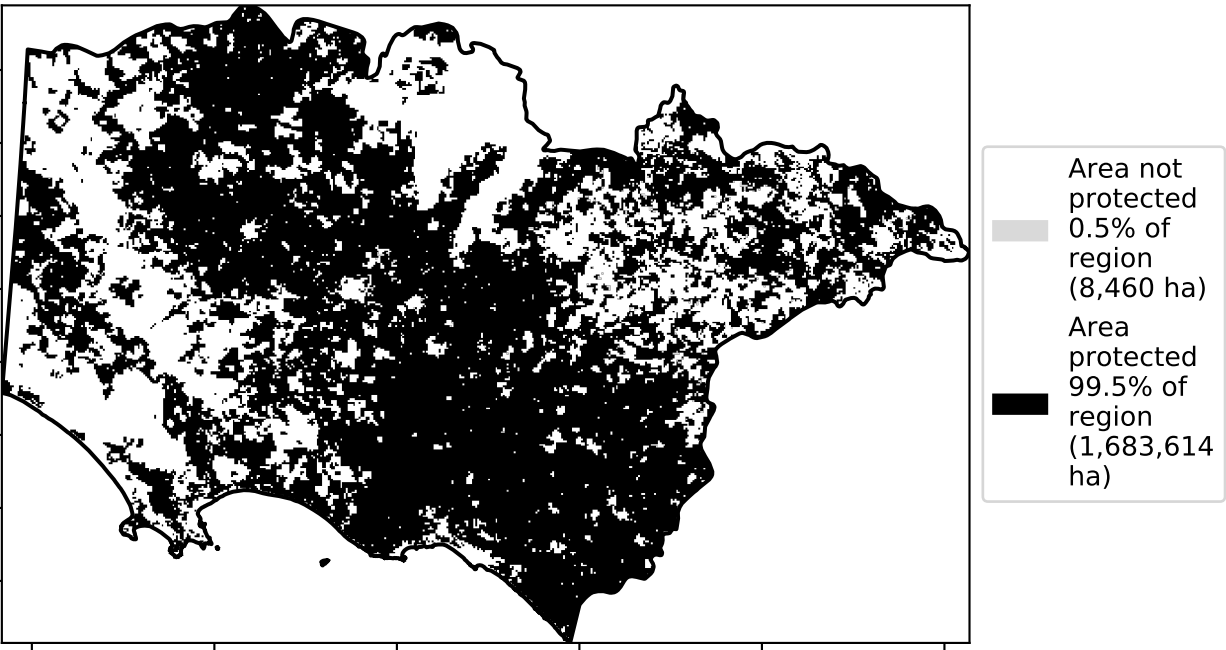 Area not
protected
0.5% of
region
(8,460 ha)
Area
protected
99.5% of
region
(1,683,614
ha)